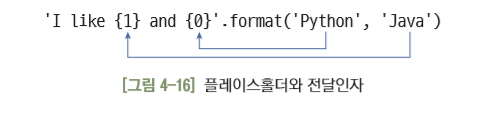 'I like {1} and {0}'.format('Python', 'Java')
[그림 4-16] 플레이스홀더와 전달인자